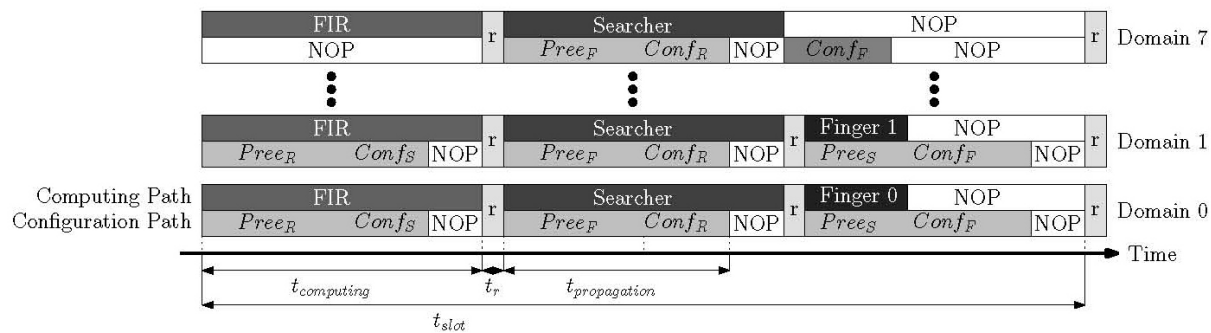 FIR r Searcher NOP r Domain 7
NOP Pree_F Conf_R NOP Conf_F NOP
FIR r Searcher r Finger 1 NOP r Domain 1
Pree_R Conf_S NOP Pree_F Conf_R NOP Pree_S Conf_F NOP
Computing Path FIR r Searcher r Finger 0 NOP r Domain 0
Configuration Path Pree_R Conf_S NOP Pree_F Conf_R NOP Pree_S Conf_F NOP
Time
t_computing t_r t_propagation
t_slot